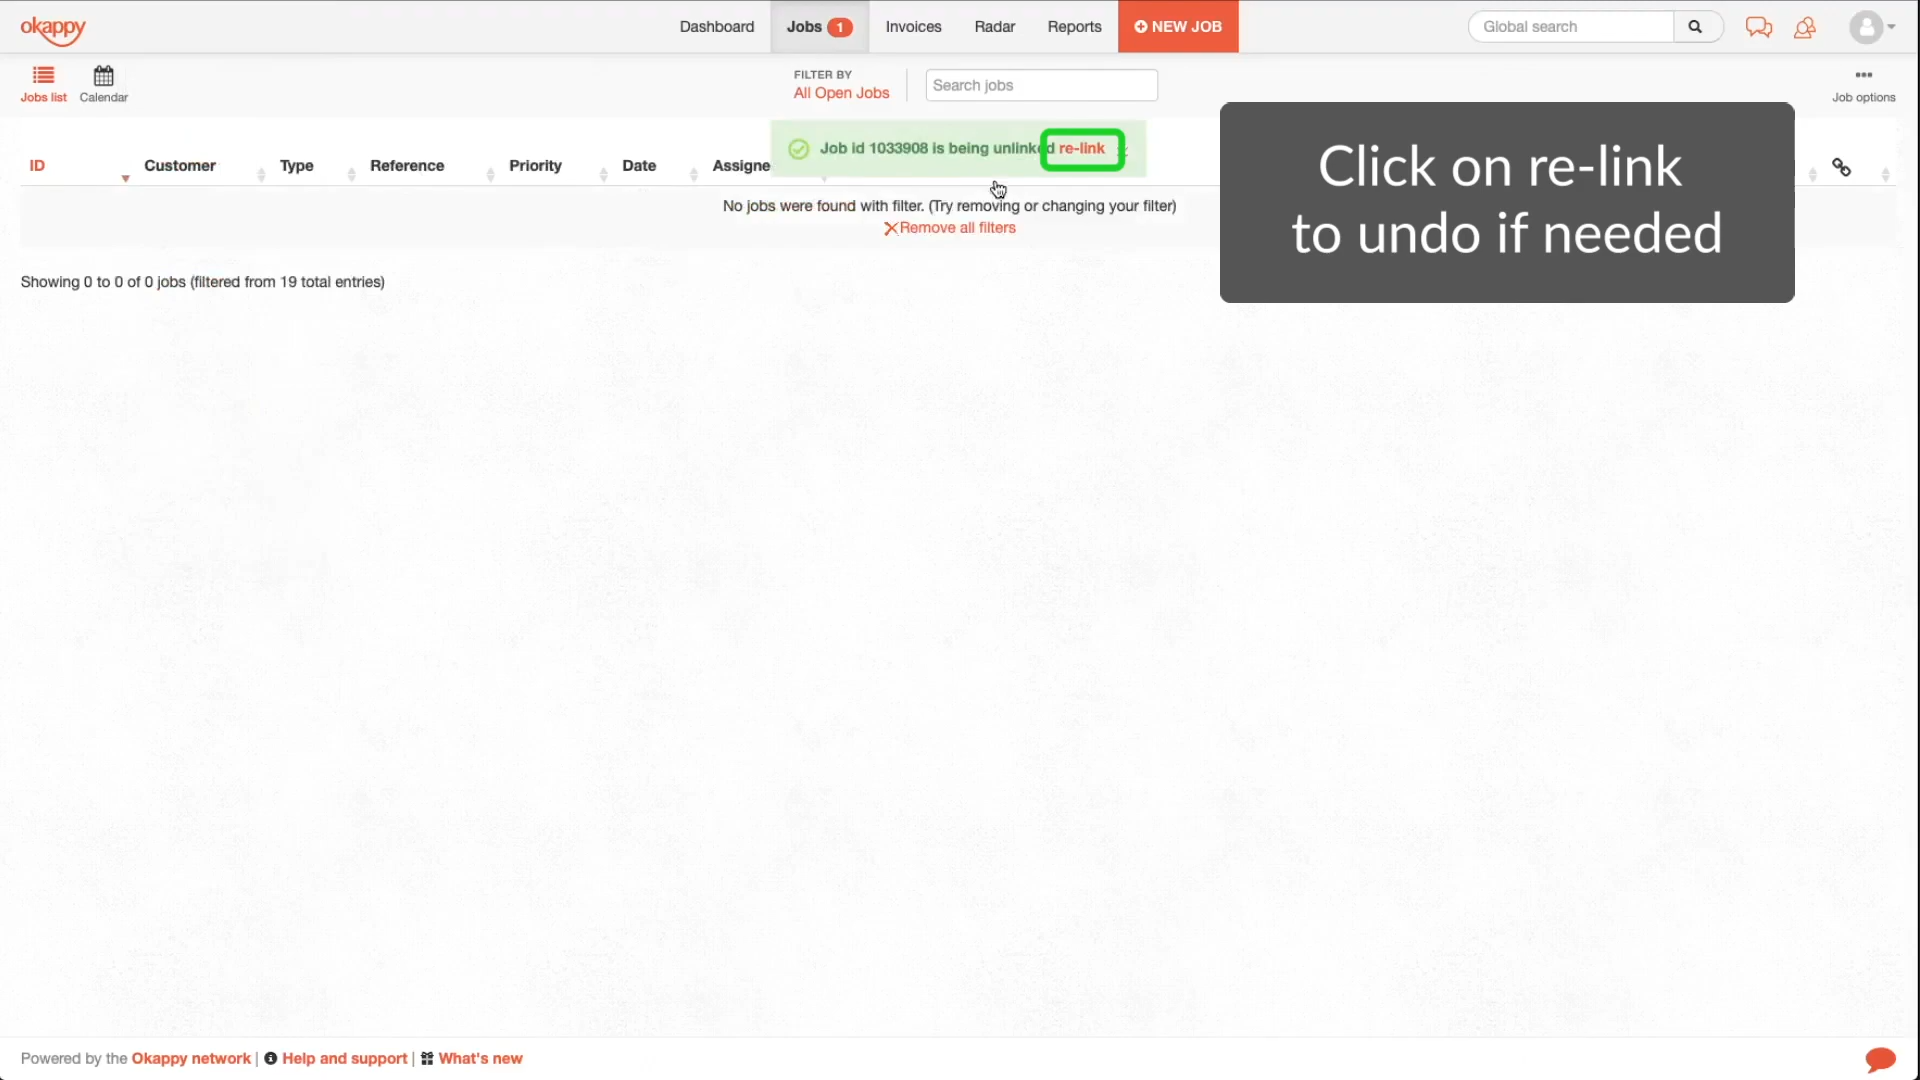 okappy
Dashboard
Jobs 1
Invoices
Radar
Reports
NEW JOB
Global search
Jobs list
Calendar
FILTER BY
All Open Jobs
Search jobs
Job options
Job id 1033908 is being unlinked re-link
Click on re-link
to undo if needed
ID
Customer
Type
Reference
Priority
Date
Assigne
No jobs were found with filter. (Try removing or changing your filter)
Remove all filters
Showing 0 to 0 of 0 jobs (filtered from 19 total entries)
Powered by the Okappy network | Help and support | What's new